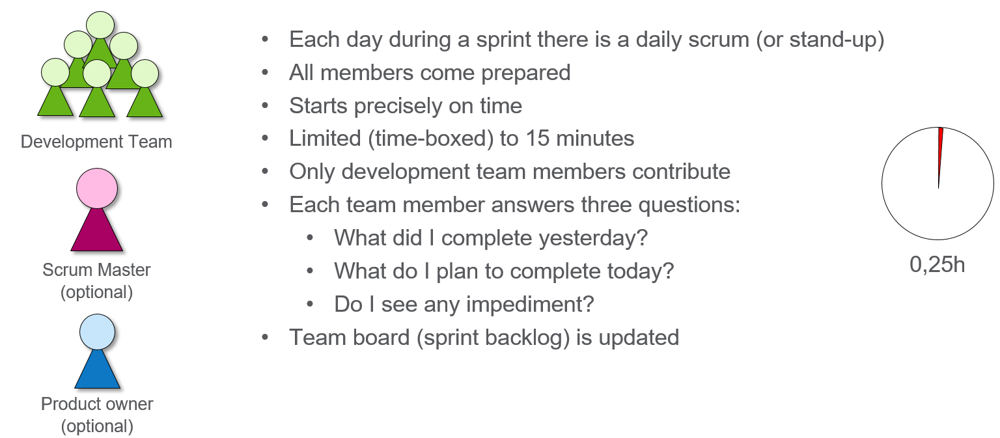 Development Team
Scrum Master
(optional)
Product owner
(optional)
• Each day during a sprint there is a daily scrum (or stand-up)
• All members come prepared
• Starts precisely on time
• Limited (time-boxed) to 15 minutes
• Only development team members contribute
• Each team member answers three questions:
• What did I complete yesterday?
• What do I plan to complete today?
• Do I see any impediment?
• Team board (sprint backlog) is updated
0,25h